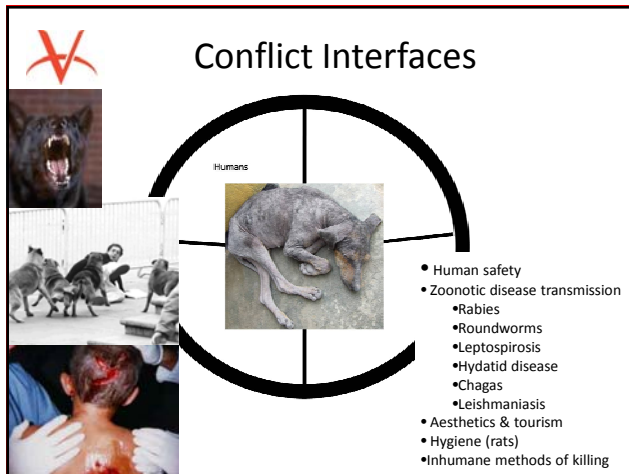 Conflict Interfaces
Humans
• Human safety
• Zoonotic disease transmission
•Rabies
•Roundworms
•Leptospirosis
•Hydatid disease
•Chagas
•Leishmaniasis
• Aesthetics & tourism
•Hygiene (rats)
•Inhumane methods of killing